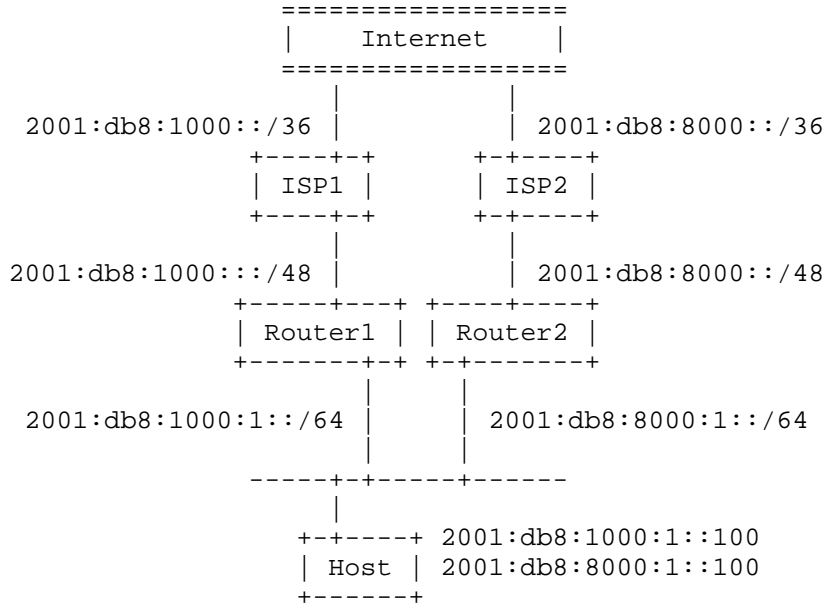 Internet
2001:db8:1000::/36 2001:db8:8000::/36
ISP1 ISP2
2001:db8:1000:::/48 2001:db8:8000::/48
Router1 Router2
2001:db8:1000:1::/64 2001:db8:8000:1::/64
2001:db8:1000:1::100
Host 2001:db8:8000:1::100